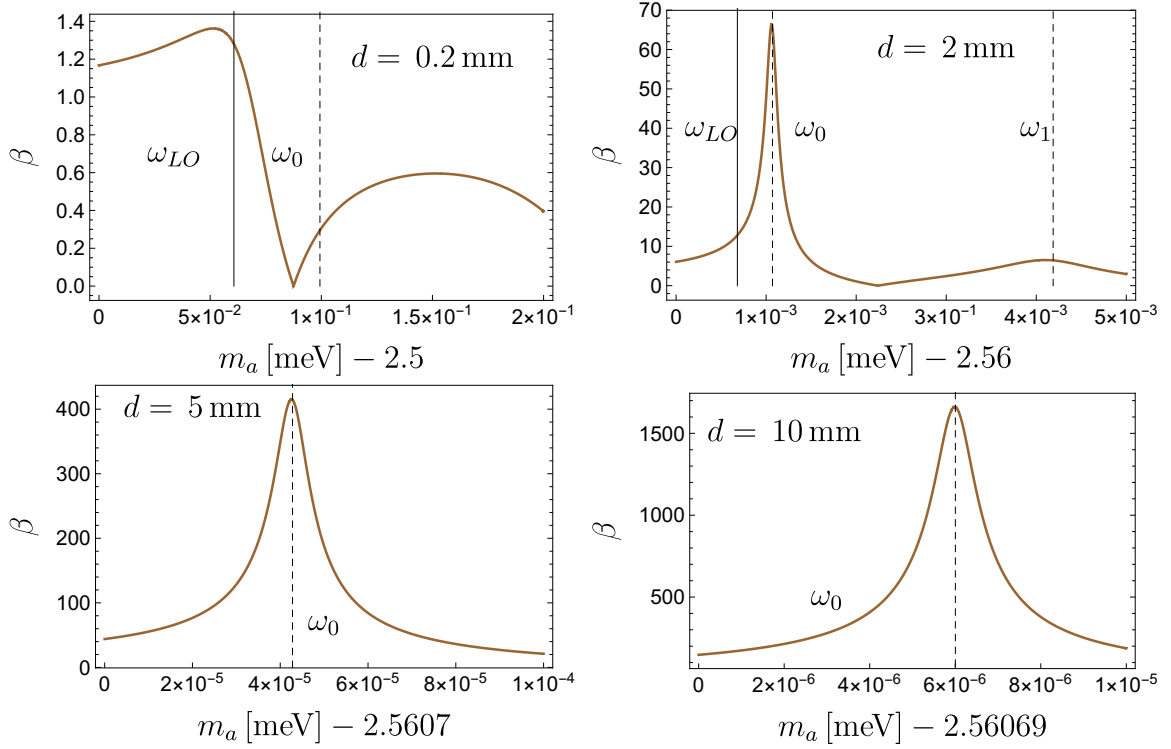 1.4
1.2
1.0
0.8
0.6
0.4
0.2
0.0
β
d = 0.2 mm
ω_LO
ω_0
0
5×10⁻²
1×10⁻¹
1.5×10⁻¹
2×10⁻¹
m_a [meV] − 2.5
70
60
50
40
30
20
10
0
β
d = 2 mm
ω_LO
ω_0
ω_1
0
1×10⁻³
2×10⁻³
3×10⁻¹
4×10⁻³
5×10⁻³
m_a [meV] − 2.56
400
300
200
100
0
β
d = 5 mm
ω_0
0
2×10⁻⁵
4×10⁻⁵
6×10⁻⁵
8×10⁻⁵
1×10⁻⁴
m_a [meV] − 2.5607
1500
1000
500
β
d = 10 mm
ω_0
0
2×10⁻⁶
4×10⁻⁶
6×10⁻⁶
8×10⁻⁶
1×10⁻⁵
m_a [meV] − 2.56069